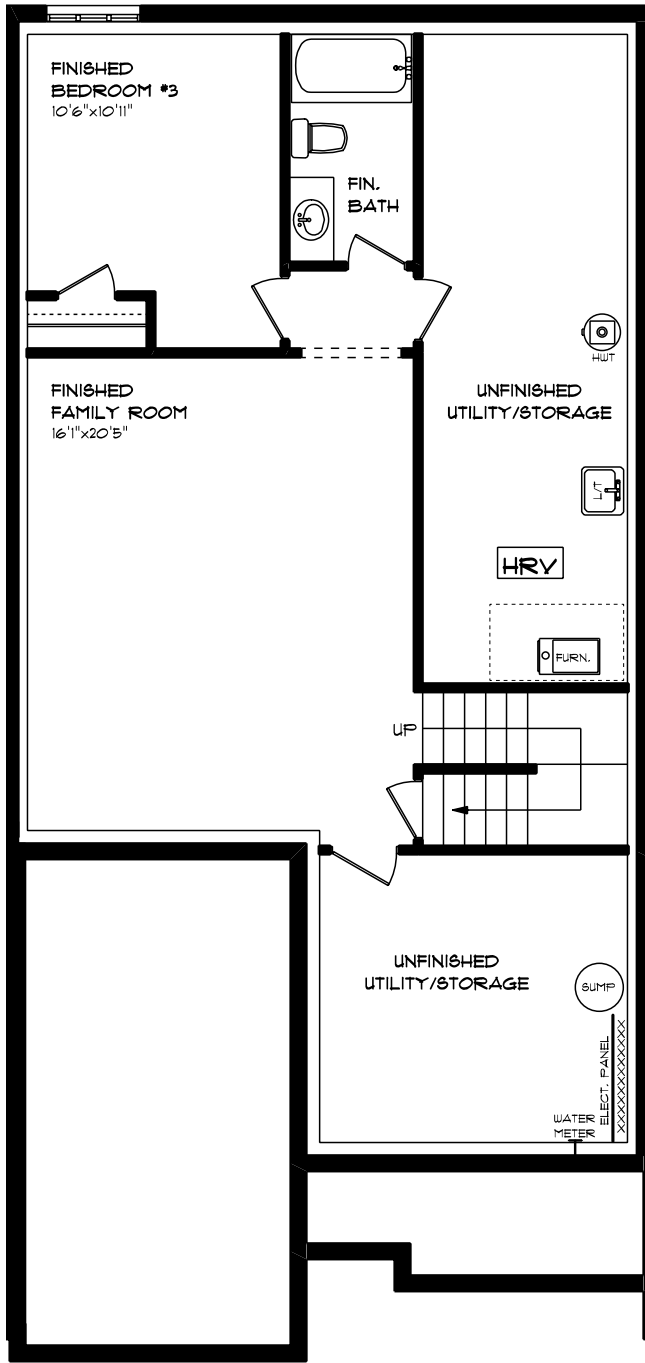 FINISHED
BEDROOM #3
10'6"x10'11"
FIN.
BATH
HWT
FINISHED
FAMILY ROOM
16'1"x20'5"
UNFINISHED
UTILITY/STORAGE
L/T
HRV
FURN.
UP
UNFINISHED
UTILITY/STORAGE
SUMP
ELECT. PANEL
XXXXXXXXXXXX
WATER
METER